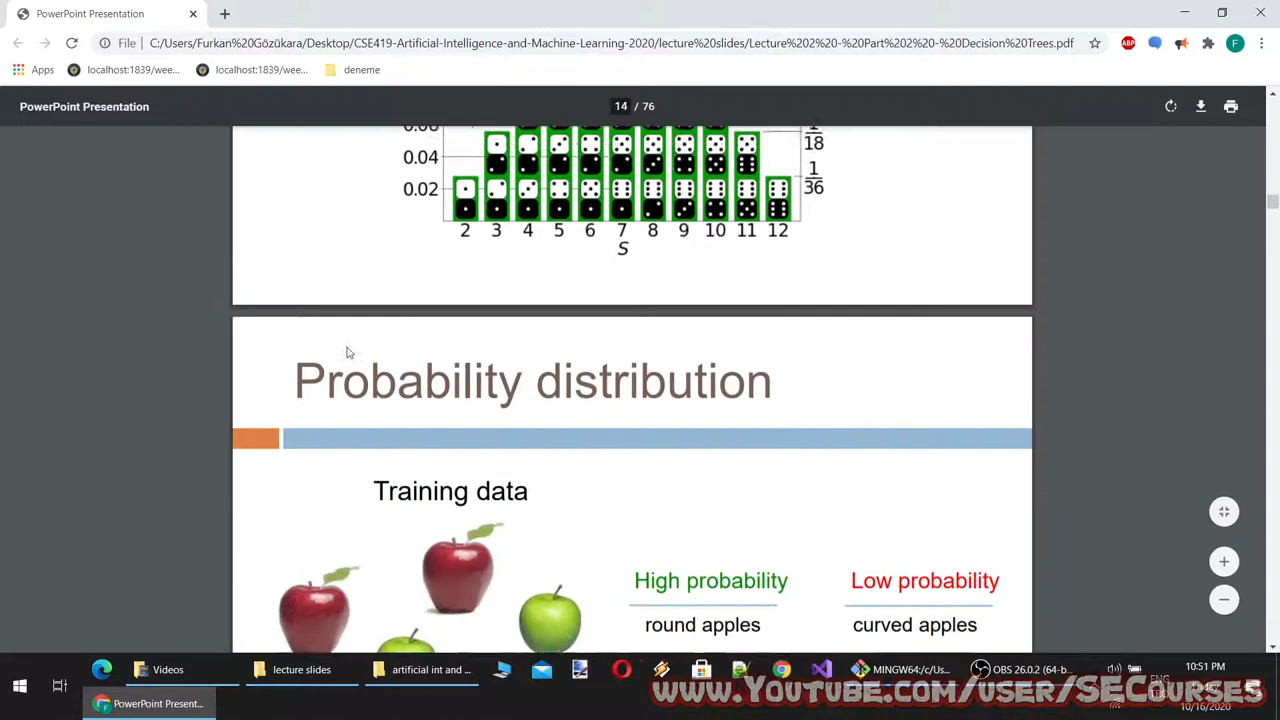 PowerPoint Presentation
File
C:/Users/Furkan%20Gözükara/Desktop/CSE419-Artificial-Intelligence-and-Machine-Learning-2020/lecture%20slides/Lecture%202%20-%20Part%202%20-%20Decision%20Trees.pdf
ABP
F
Apps
localhost:1839/wee...
localhost:1839/wee...
deneme
PowerPoint Presentation
14 / 76
0.04
18
1
0.02
36
2 3 4 5 6 7 8 9 10 11 12
S
Probability distribution
Training data
High probability
Low probability
round apples
curved apples
Videos
lecture slides
artificial int and ...
MINGW64:/c/Us...
OBS 26.0.2 (64-b...
ENG
10:51 PM
Friday
10/16/2020
PowerPoint Present...
www.Youtube.com/user/SECourses